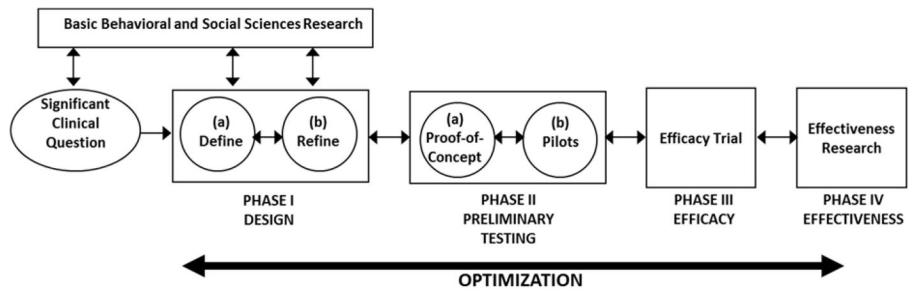 Basic Behavioral and Social Sciences Research
Significant
Clinical
Question
(a)
Define
(b)
Refine
(a)
Proof-of-
Concept
(b)
Pilots
Efficacy Trial
Effectiveness
Research
PHASE I
DESIGN
PHASE II
PRELIMINARY
TESTING
PHASE III
EFFICACY
PHASE IV
EFFECTIVENESS
OPTIMIZATION